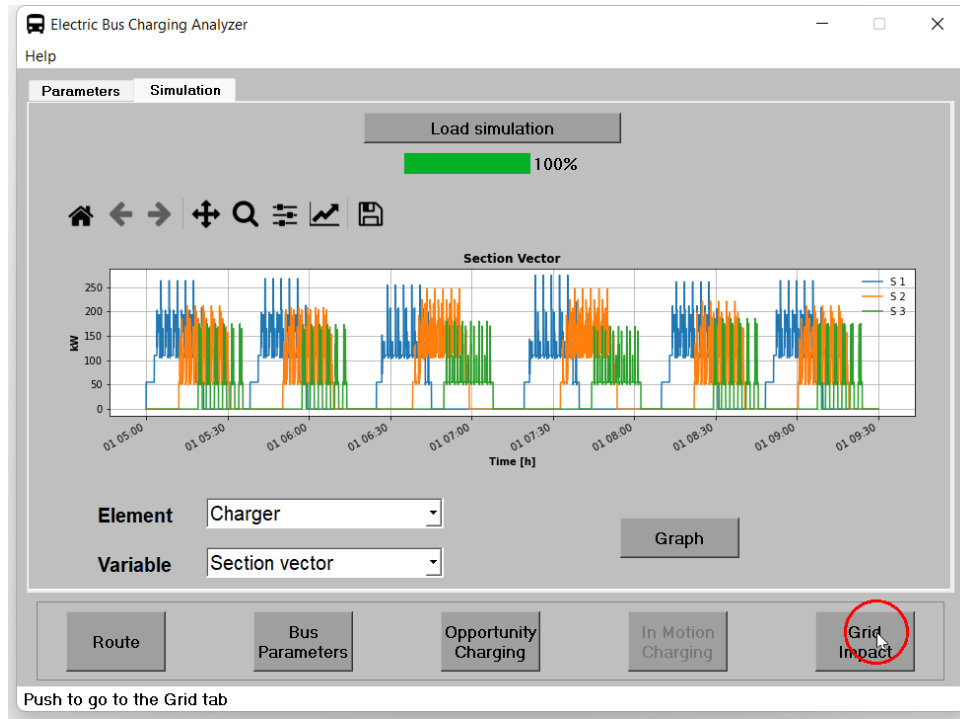 Electric Bus Charging Analyzer
Help
Parameters Simulation
Load simulation
100%
Section Vector
250
200
150
100
50
0
kW
S 1
S 2
S 3
01 05:00 01 05:30 01 06:00 01 06:30 01 07:00 01 07:30 01 08:00 01 08:30 01 09:00 01 09:30
Time [h]
Element Charger
Variable Section vector
Graph
Route
Bus
Parameters
Opportunity
Charging
In Motion
Charging
Grid
Impact
Push to go to the Grid tab